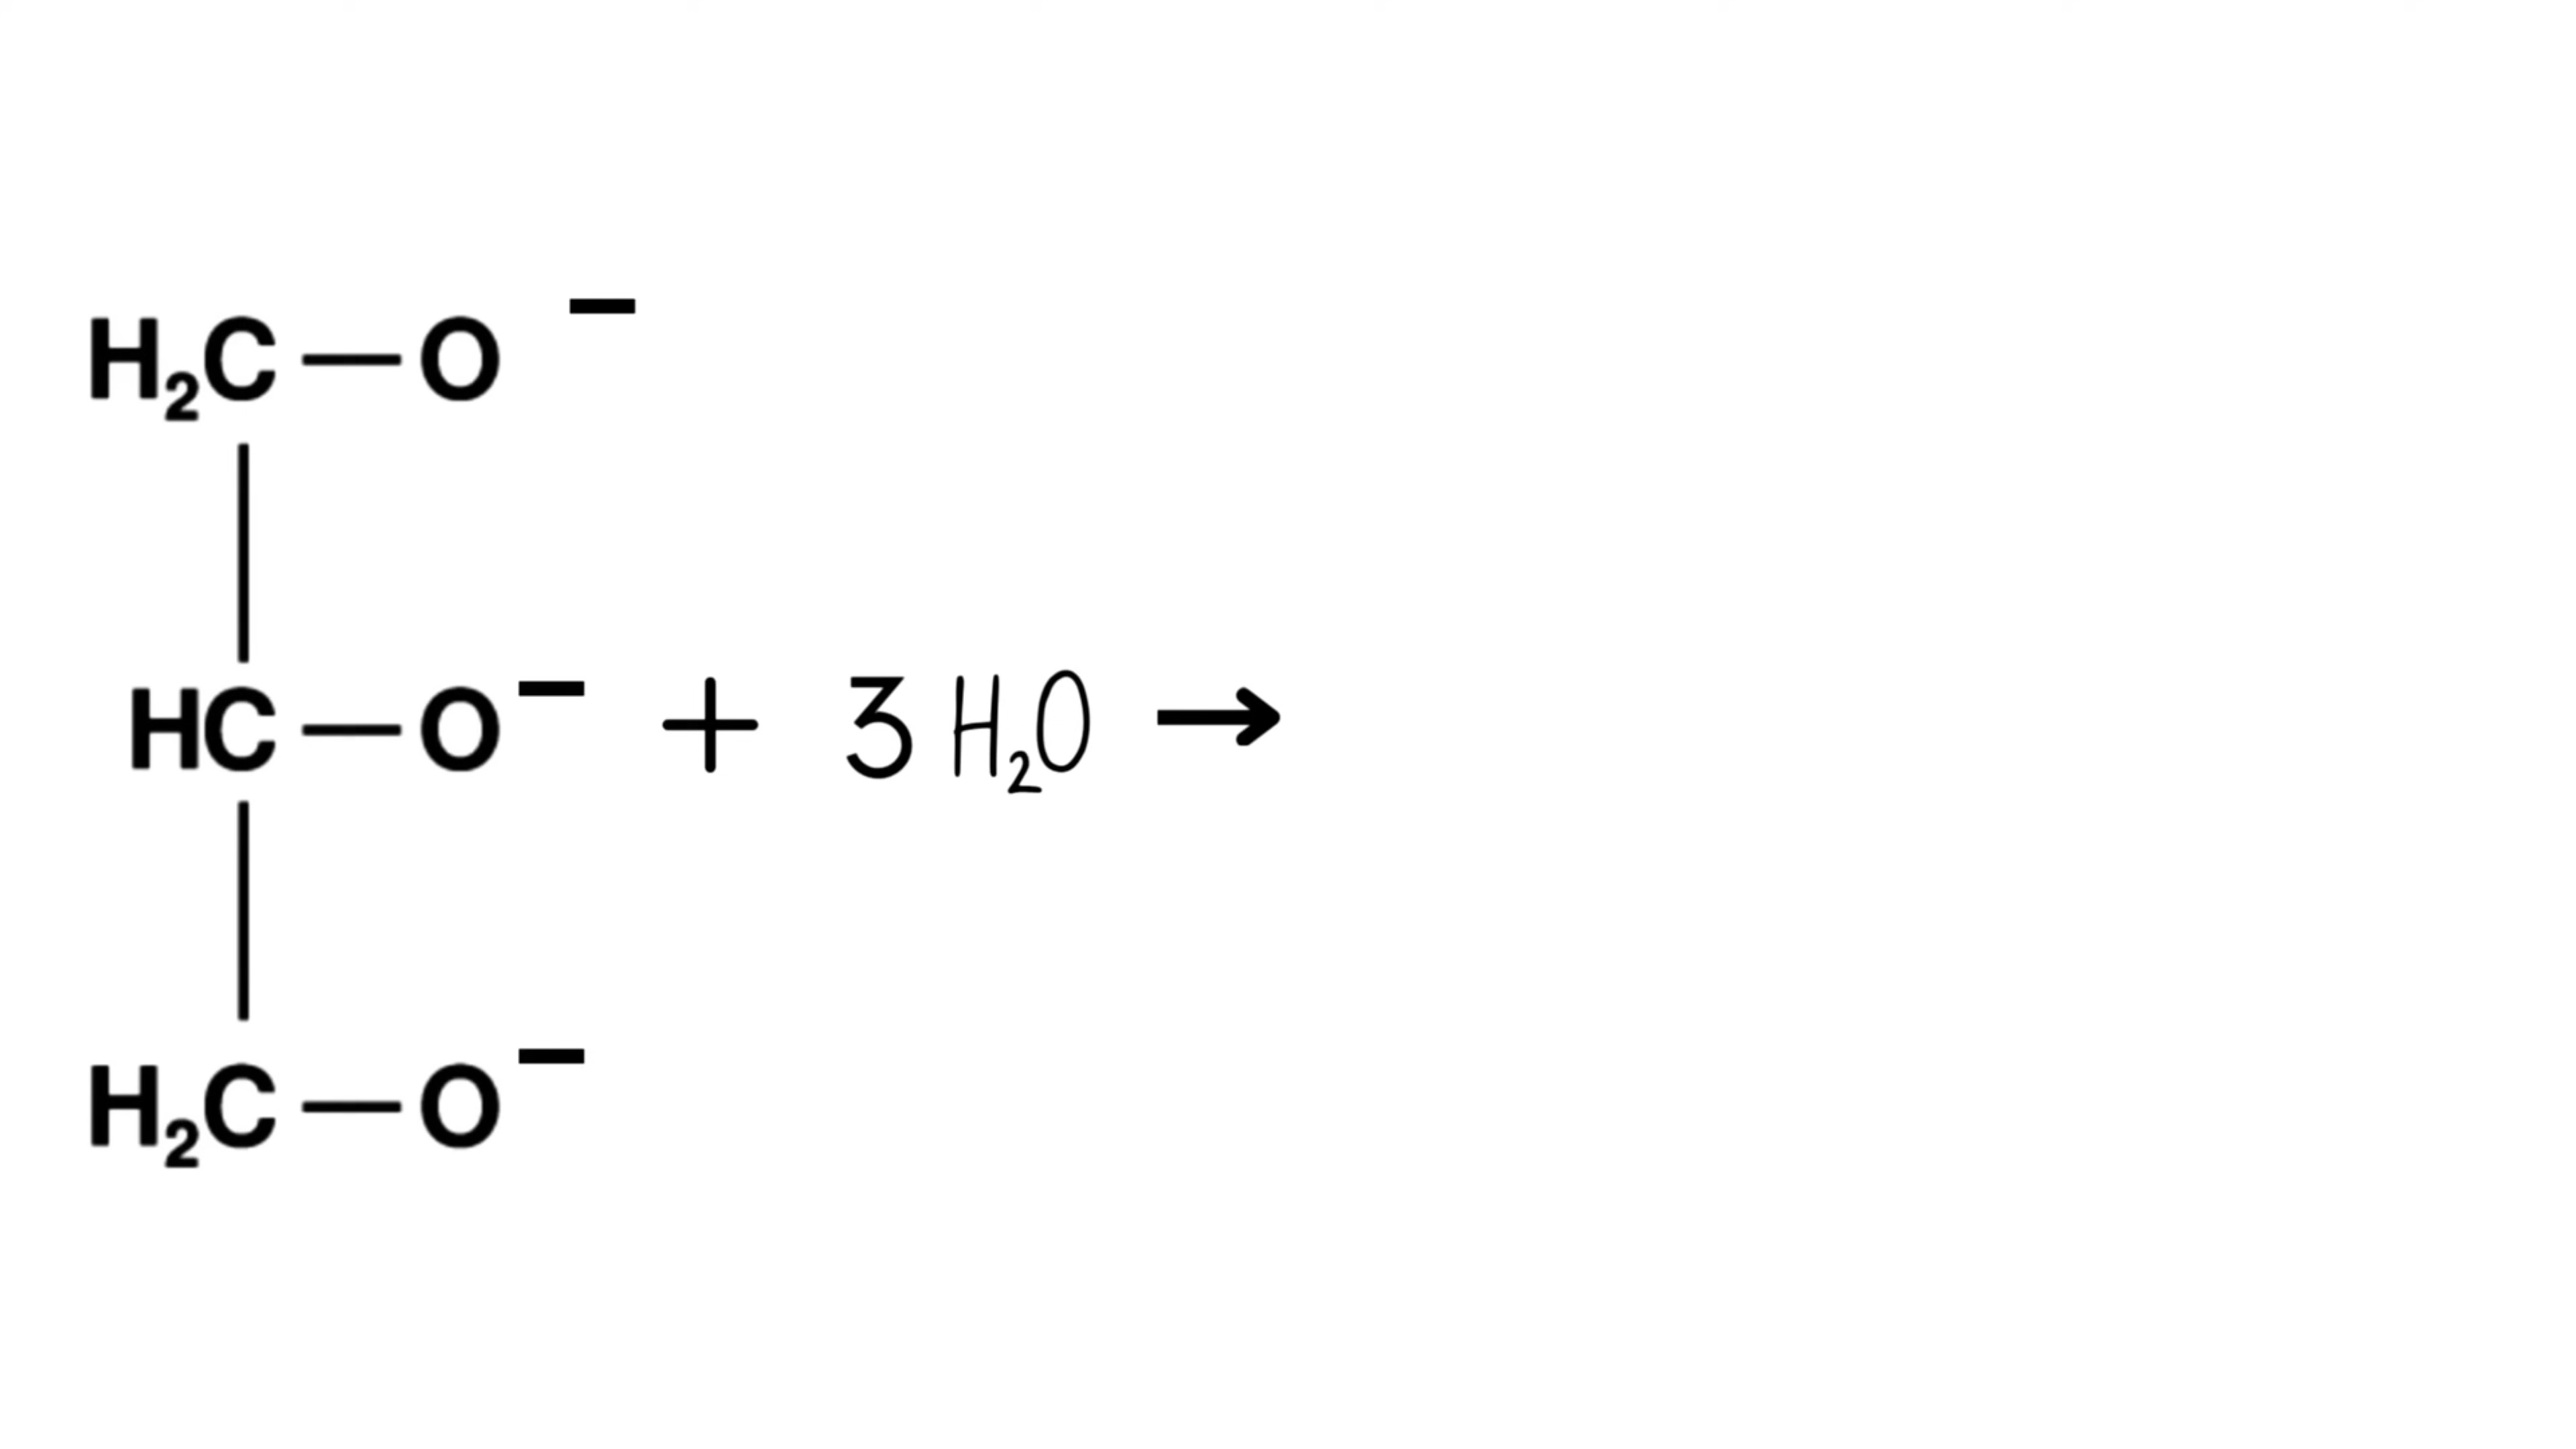 H₂C — O ⁻
HC — O⁻ + 3 H₂O →
H₂C — O⁻